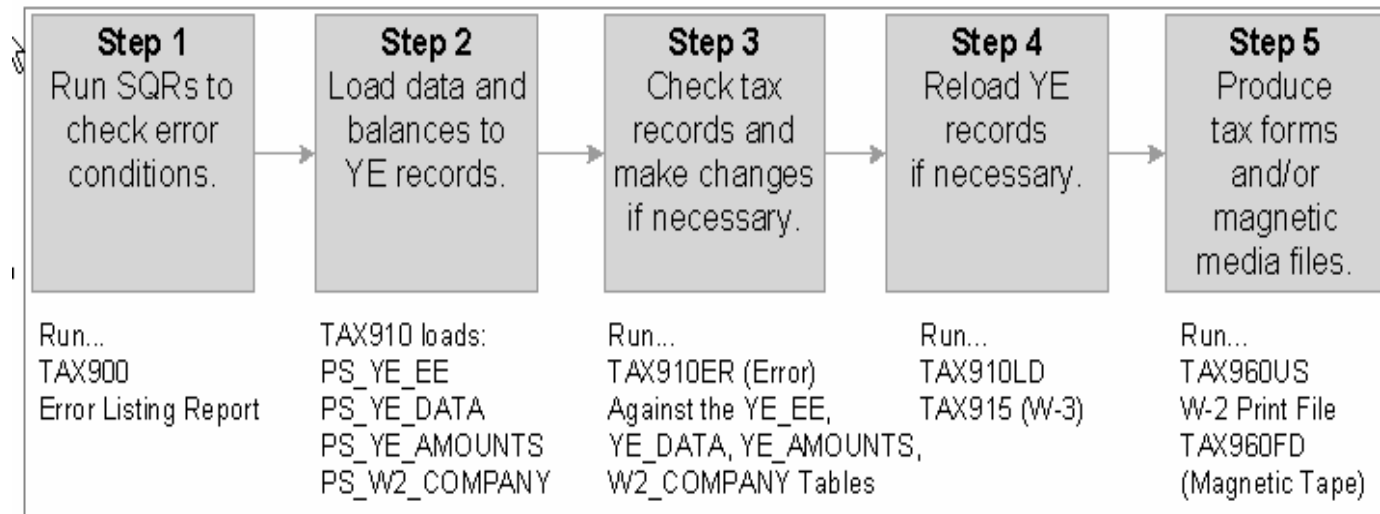 Step 1
Run SQRs to
check error
conditions.
Step 2
Load data and
balances to
YE records.
Step 3
Check tax
records and
make changes
if necessary.
Step 4
Reload YE
records
if necessary.
Step 5
Produce
tax forms
and/or
magnetic
media files.
Run...
TAX900
Error Listing Report
TAX910 loads:
PS_YE_EE
PS_YE_DATA
PS_YE_AMOUNTS
PS_W2_COMPANY
Run...
TAX910ER (Error)
Against the YE_EE,
YE_DATA, YE_AMOUNTS,
W2_COMPANY Tables
Run...
TAX910LD
TAX915 (W-3)
Run...
TAX960US
W-2 Print File
TAX960FD
(Magnetic Tape)